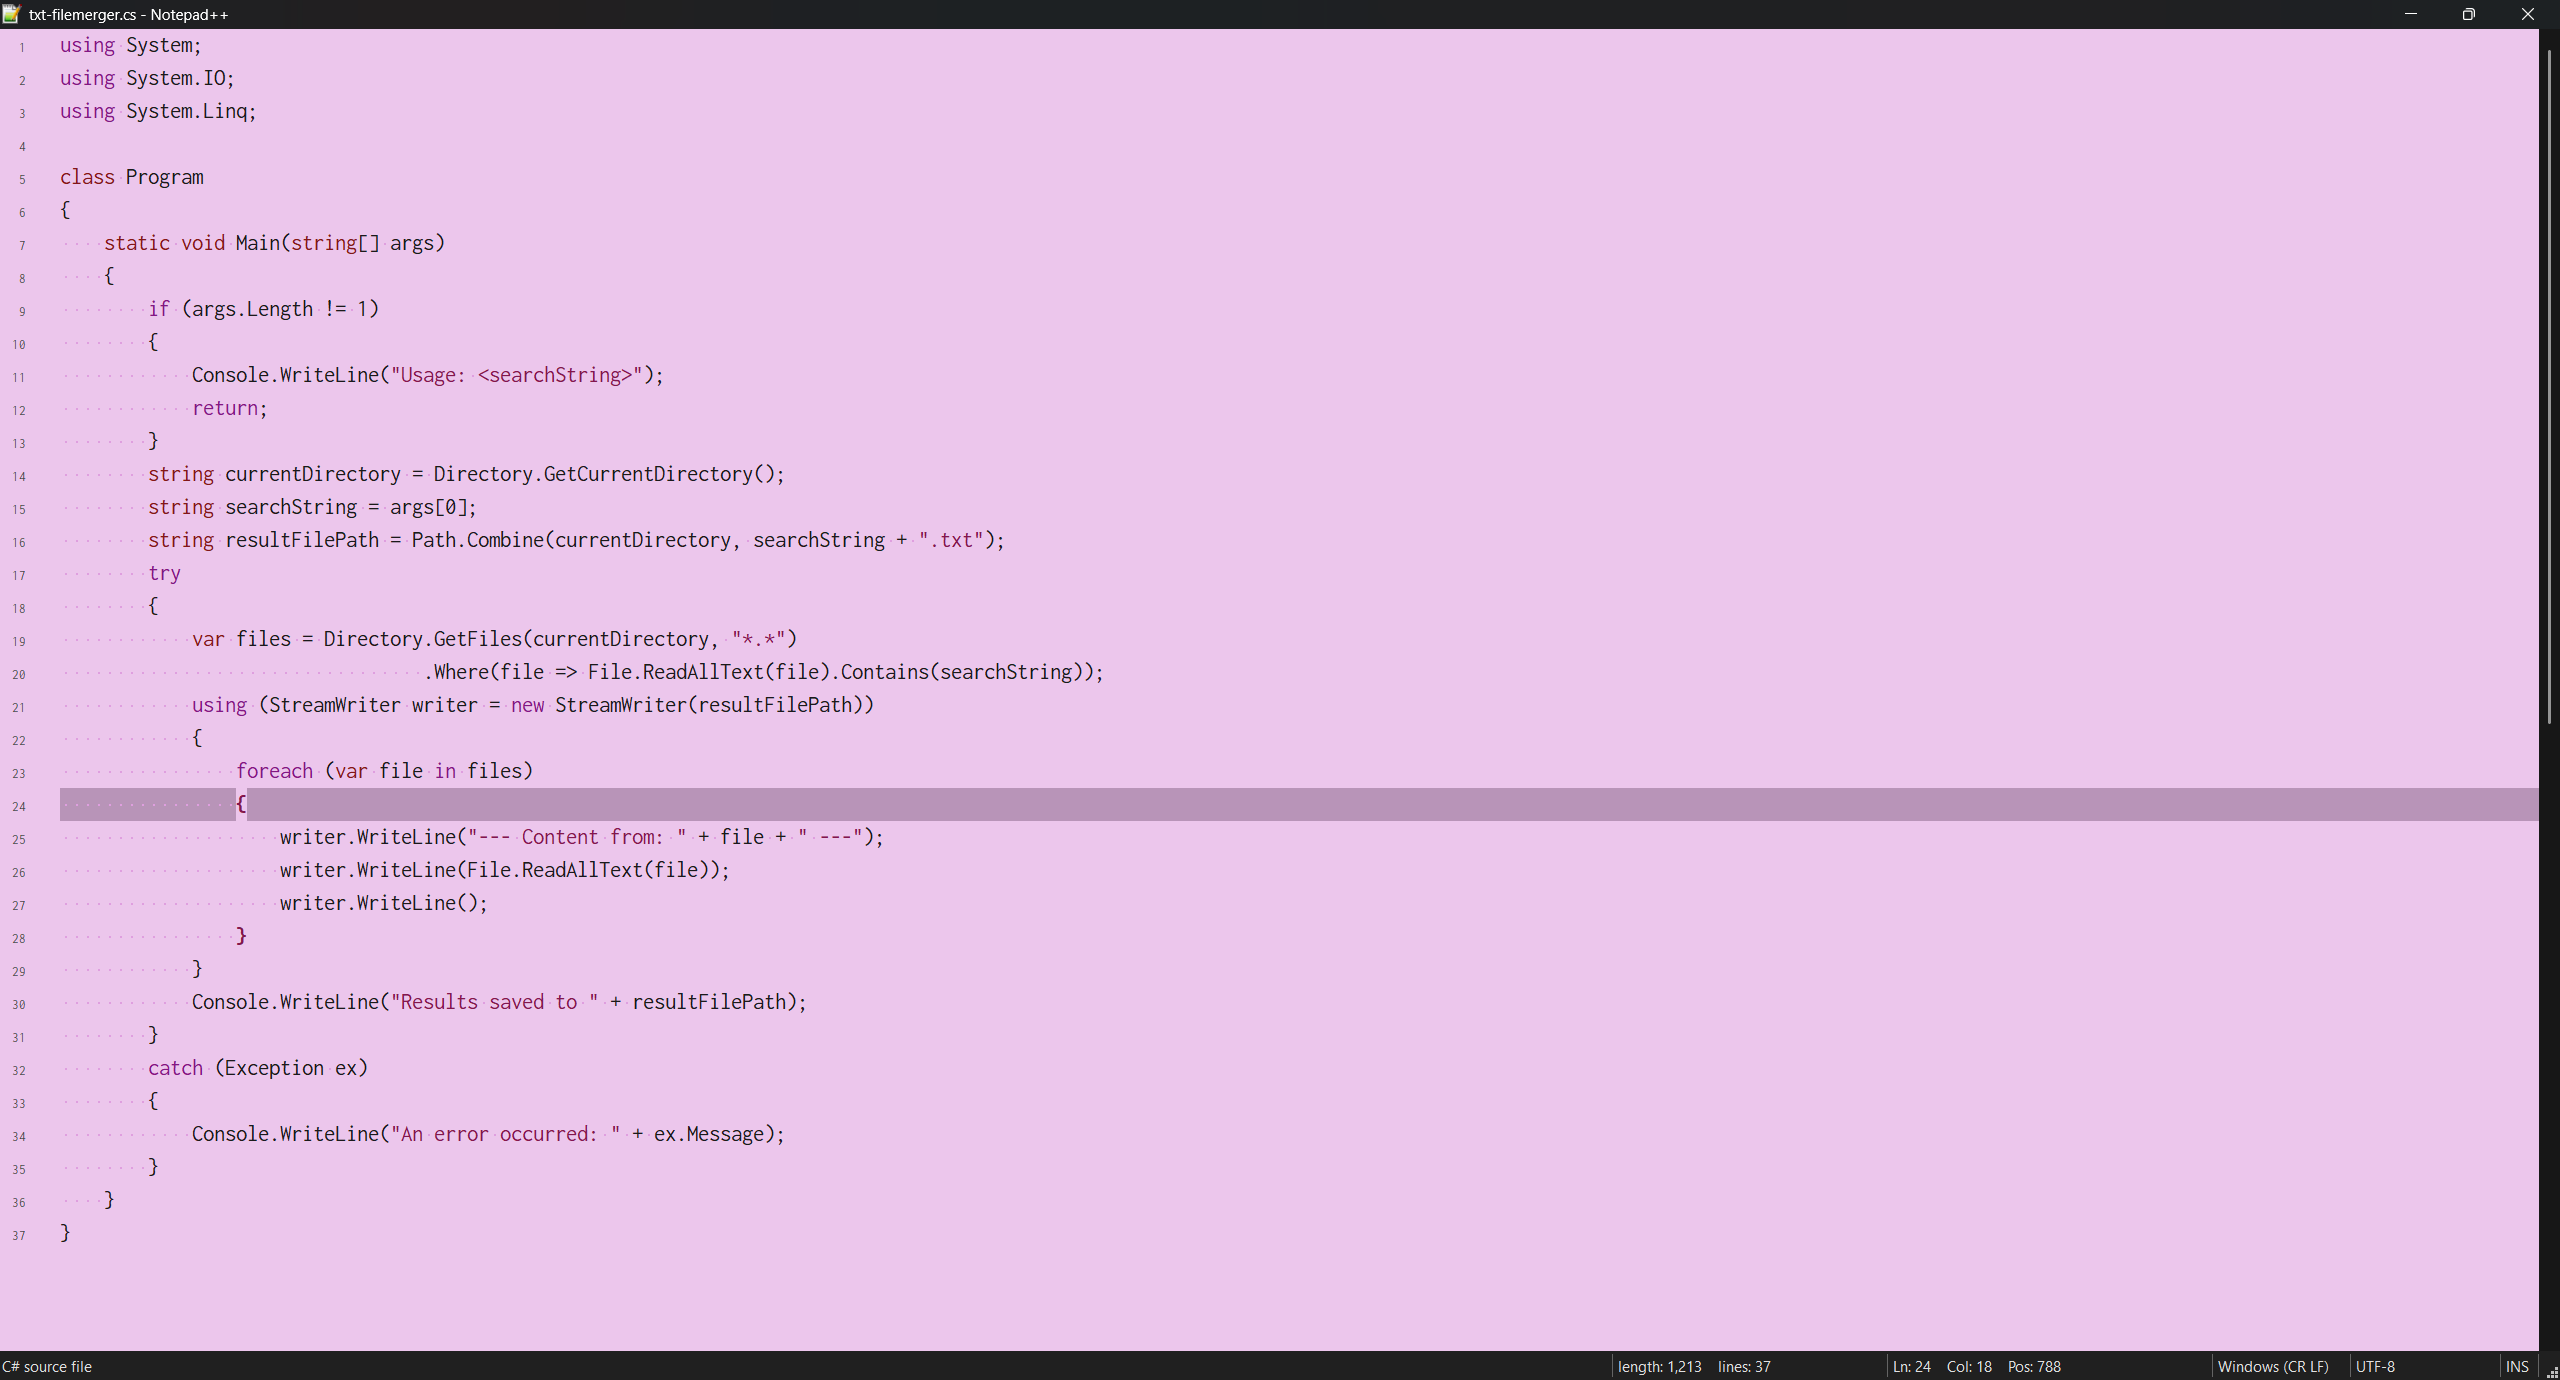 txt-filemerger.cs - Notepad++
1 using System;
2 using System.IO;
3 using System.Linq;
4
5 class Program
6 {
7     static void Main(string[] args)
8     {
9         if (args.Length != 1)
10         {
11             Console.WriteLine("Usage: <searchString>");
12             return;
13         }
14         string currentDirectory = Directory.GetCurrentDirectory();
15         string searchString = args[0];
16         string resultFilePath = Path.Combine(currentDirectory, searchString + ".txt");
17         try
18         {
19             var files = Directory.GetFiles(currentDirectory, "*.*")
20                                  .Where(file => File.ReadAllText(file).Contains(searchString));
21             using (StreamWriter writer = new StreamWriter(resultFilePath))
22             {
23                 foreach (var file in files)
24                 {
25                     writer.WriteLine("--- Content from: " + file + " ---");
26                     writer.WriteLine(File.ReadAllText(file));
27                     writer.WriteLine();
28                 }
29             }
30             Console.WriteLine("Results saved to " + resultFilePath);
31         }
32         catch (Exception ex)
33         {
34             Console.WriteLine("An error occurred: " + ex.Message);
35         }
36     }
37 }
C# source file length: 1,213 lines: 37 Ln: 24 Col: 18 Pos: 788 Windows (CR LF) UTF-8 INS